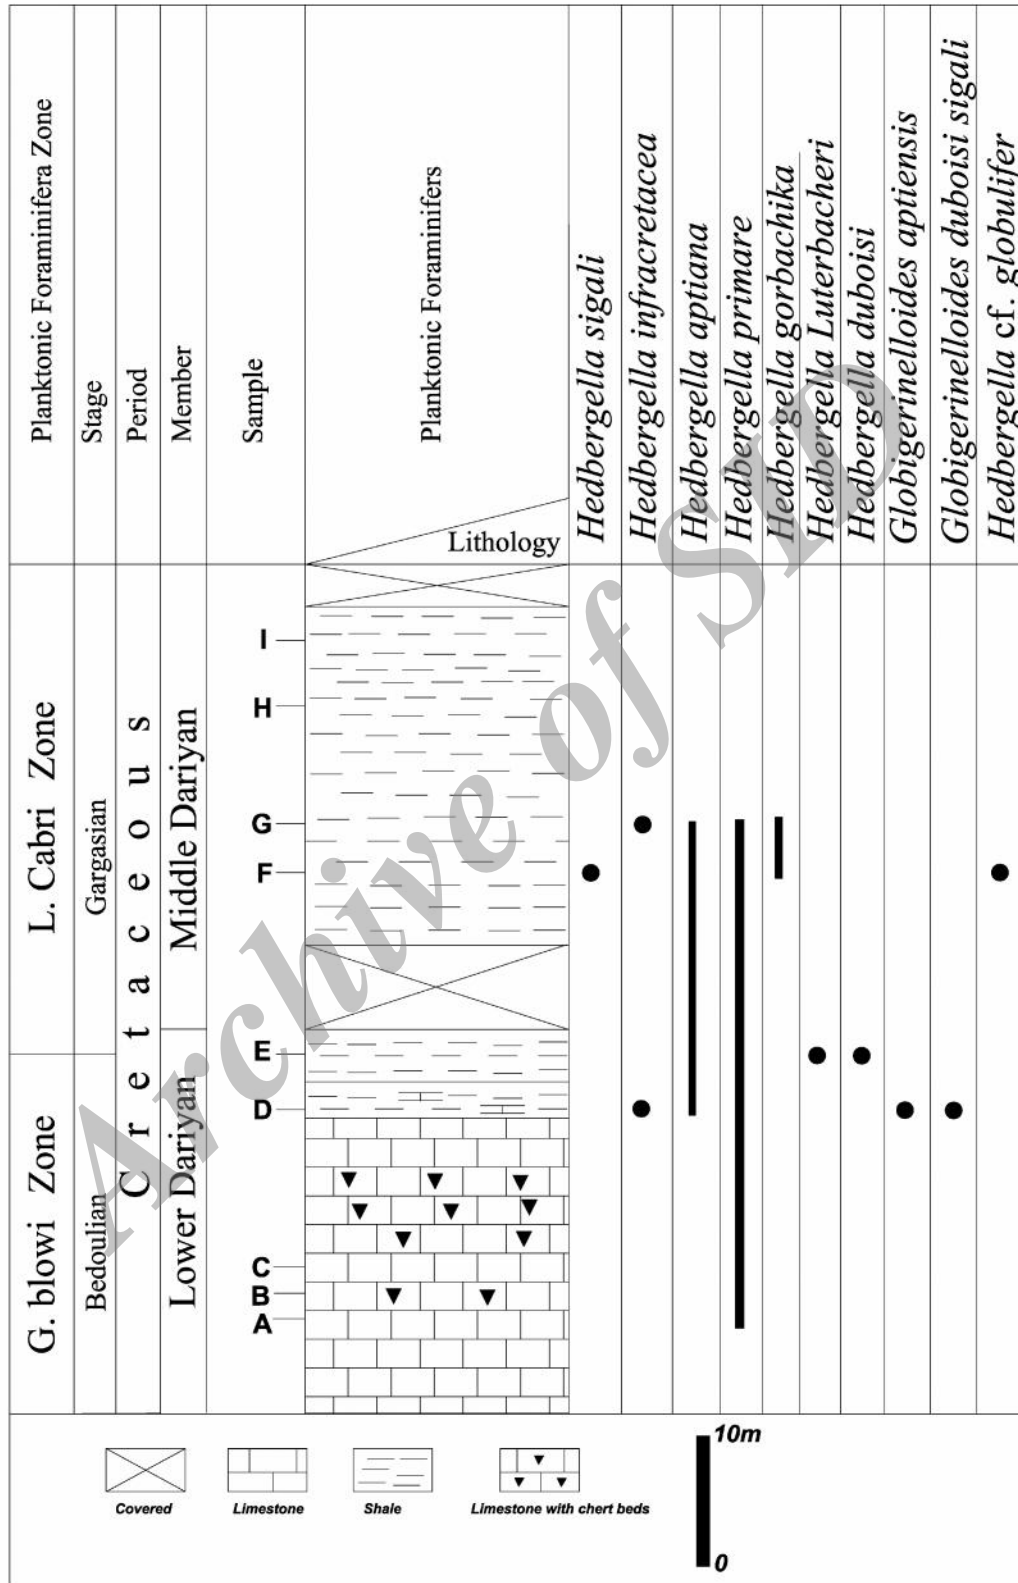 Planktonic Foraminifera Zone
Stage
Period
Member
Sample
Planktonic Foraminifers
Lithology
Hedbergella sigali
Hedbergella infracretacea
Hedbergella aptiana
Hedbergella primare
Hedbergella gorbachika
Hedbergella Luterbacheri
Hedbergella duboisi
Globigerinelloides aptiensis
Globigerinelloides duboisi sigali
Hedbergella cf. globulifer
L. Cabri Zone
G. blowi Zone
Gargasian
Bedoulian
Cretaceous
Middle Dariyan
Lower Dariyan
I
H
G
F
E
D
C
B
A
Archive of SID
Covered
Limestone
Shale
Limestone with chert beds
10m
0